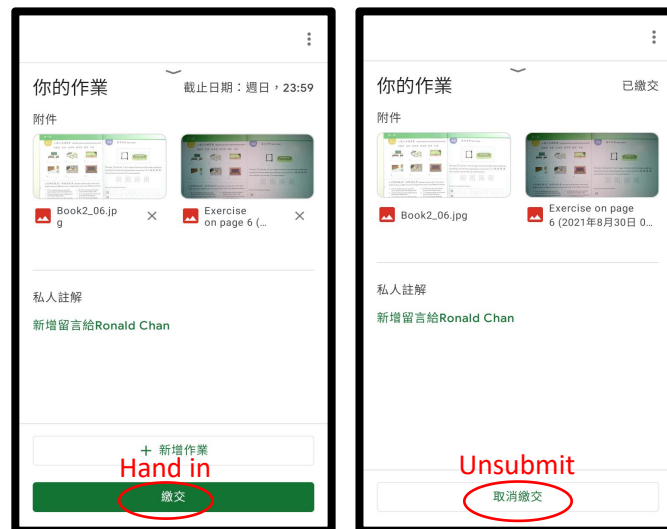 你的作業
截止日期：週日，23:59
附件
Book2_06.jp
g
Exercise
on page 6 (...
私人註解
新增留言給Ronald Chan
+ 新增作業
Hand in
繳交
你的作業
已繳交
附件
Book2_06.jpg
Exercise on page
6 (2021年8月30日 0...
私人註解
新增留言給Ronald Chan
Unsubmit
取消繳交